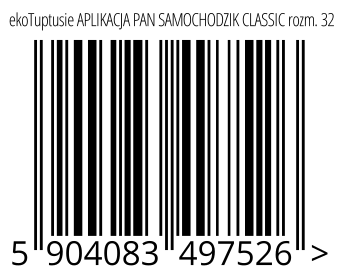 ekoTuptusie APLIKACJA PAN SAMOCHODZIK CLASSIC rozm. 32
5 904083 497526 >